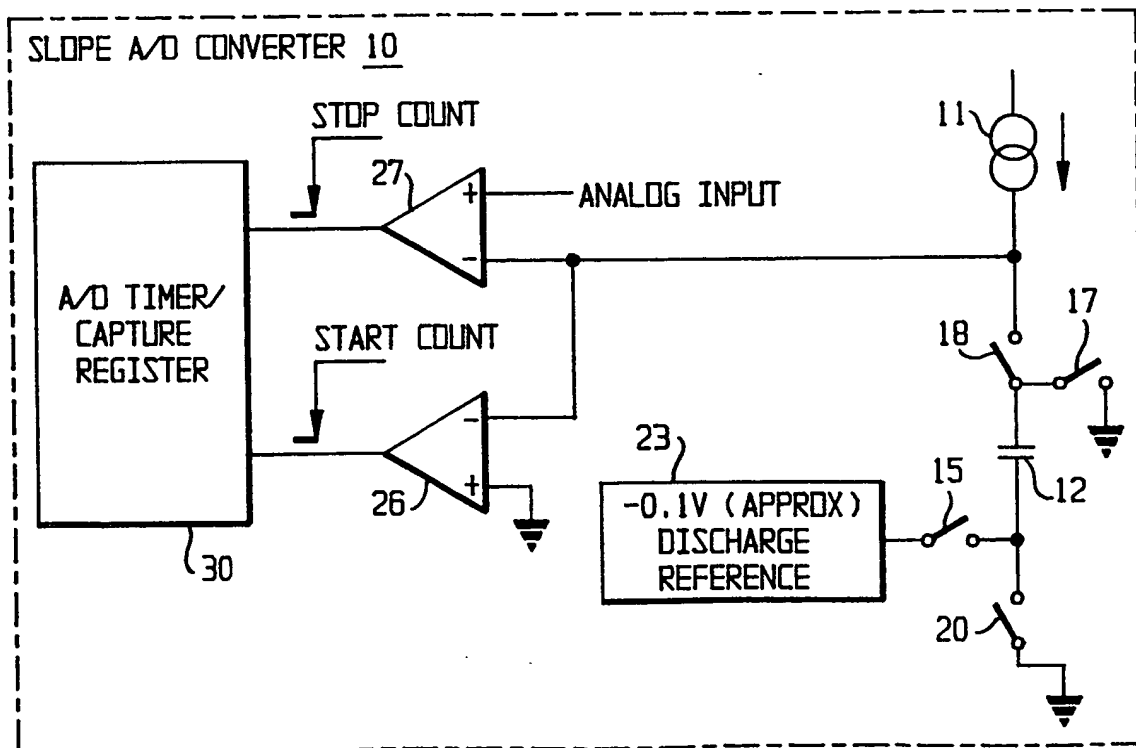 SLOPE A/D CONVERTER 10
STOP COUNT
27
ANALOG INPUT
11
+
-
A/D TIMER/
CAPTURE
REGISTER
START COUNT
18
17
-
+
26
23
-0.1V (APPROX)
DISCHARGE
REFERENCE
15
12
30
20